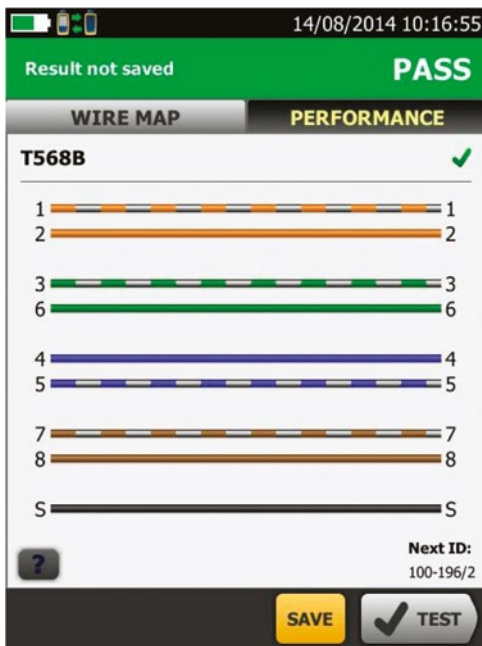 14/08/2014 10:16:55
Result not saved PASS
WIRE MAP PERFORMANCE
T568B
1 1
2 2
3 3
6 6
4 4
5 5
7 7
8 8
S S
Next ID:
? 100-196/2
SAVE TEST